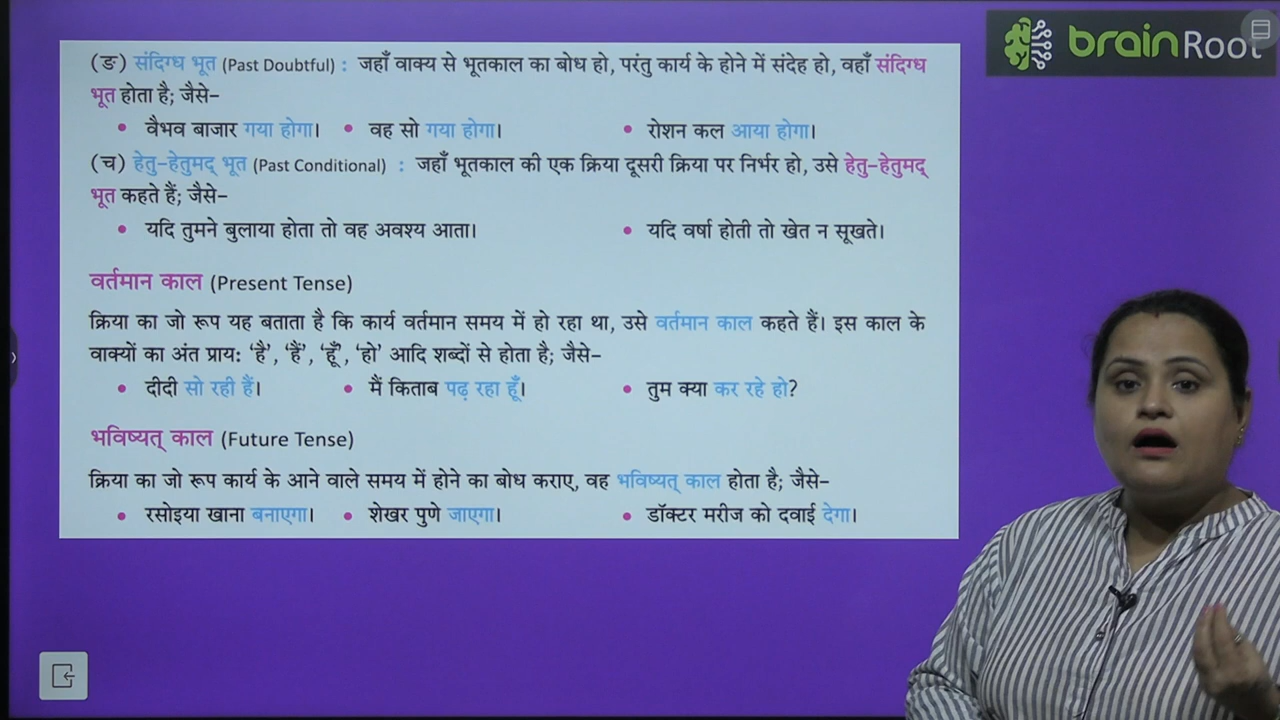 brainRoot
(ङ) संदिग्ध भूत (Past Doubtful) : जहाँ वाक्य से भूतकाल का बोध हो, परंतु कार्य के होने में संदेह हो, वहाँ संदिग्ध
भूत होता है; जैसे–
• वैभव बाजार गया होगा। • वह सो गया होगा। • रोशन कल आया होगा।
(च) हेतु-हेतुमद् भूत (Past Conditional) : जहाँ भूतकाल की एक क्रिया दूसरी क्रिया पर निर्भर हो, उसे हेतु-हेतुमद्
भूत कहते हैं; जैसे–
• यदि तुमने बुलाया होता तो वह अवश्य आता। • यदि वर्षा होती तो खेत न सूखते।
वर्तमान काल (Present Tense)
क्रिया का जो रूप यह बताता है कि कार्य वर्तमान समय में हो रहा था, उसे वर्तमान काल कहते हैं। इस काल के
वाक्यों का अंत प्राय: ‘है’, ‘हैं’, ‘हूँ’, ‘हो’ आदि शब्दों से होता है; जैसे–
• दीदी सो रही हैं। • मैं किताब पढ़ रहा हूँ। • तुम क्या कर रहे हो?
भविष्यत् काल (Future Tense)
क्रिया का जो रूप कार्य के आने वाले समय में होने का बोध कराए, वह भविष्यत् काल होता है; जैसे–
• रसोइया खाना बनाएगा। • शेखर पुणे जाएगा। • डॉक्टर मरीज को दवाई देगा।